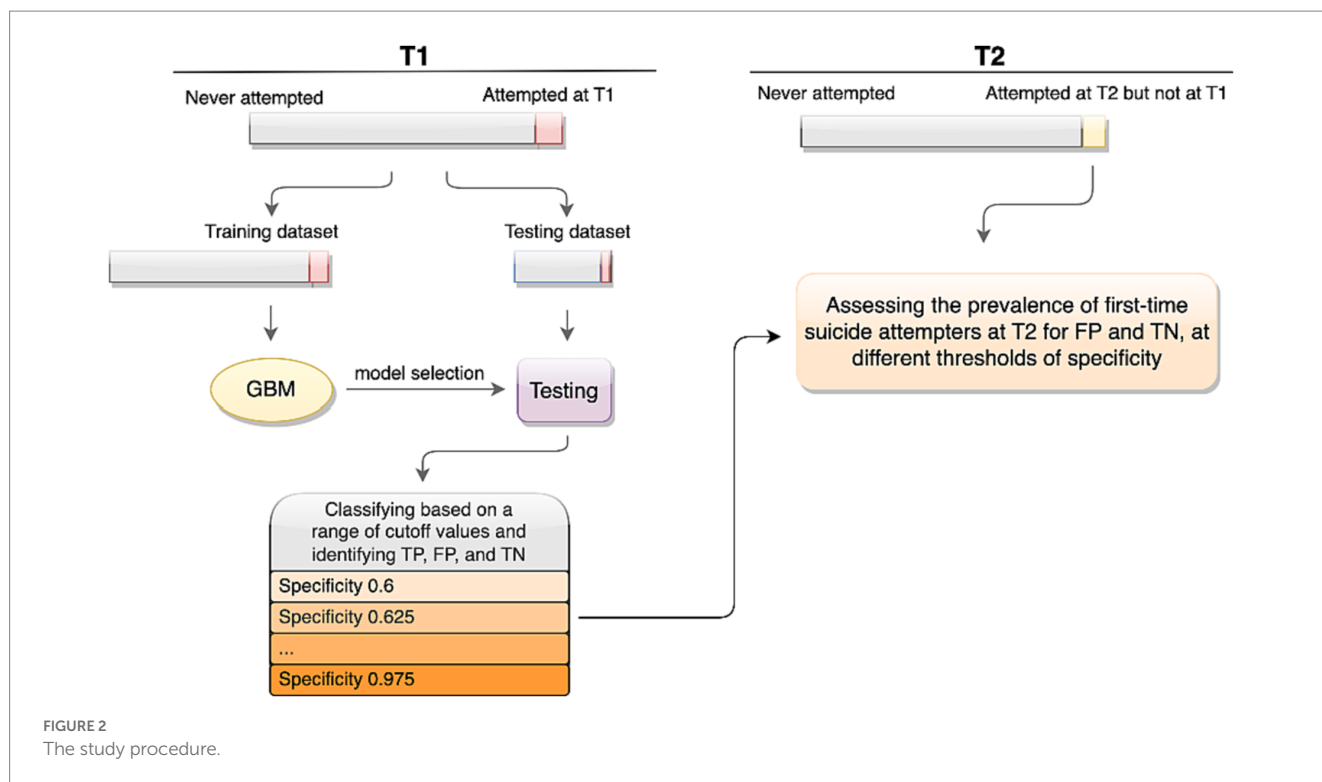 T1
Never attempted
Attempted at T1
Training dataset
Testing dataset
GBM
model selection
Testing
Classifying based on a
range of cutoff values and
identifying TP, FP, and TN
Specificity 0.6
Specificity 0.625
...
Specificity 0.975
T2
Never attempted
Attempted at T2 but not at T1
Assessing the prevalence of first-time
suicide attempters at T2 for FP and TN, at
different thresholds of specificity
FIGURE 2
The study procedure.